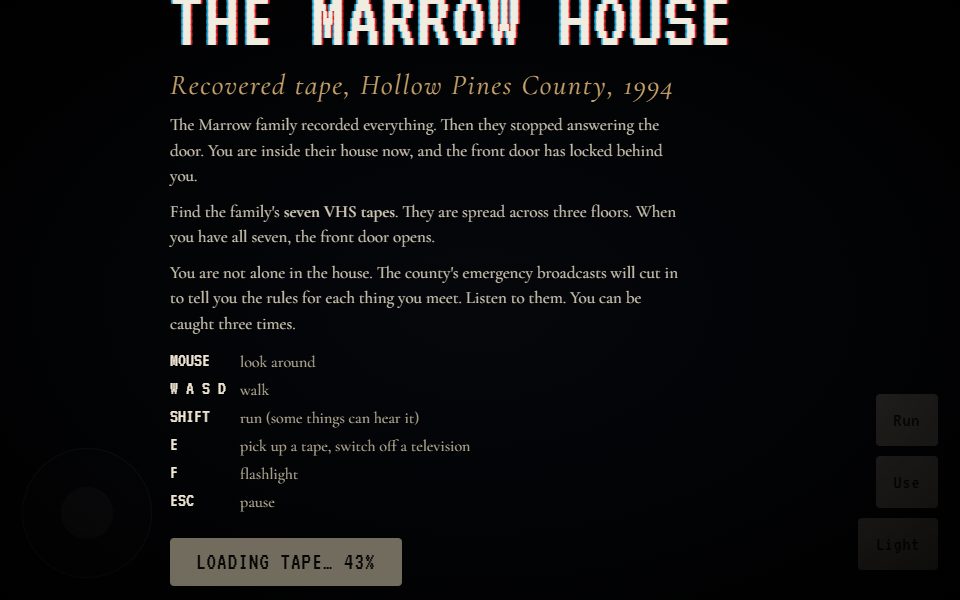 THE MARROW HOUSE
Recovered tape, Hollow Pines County, 1994
The Marrow family recorded everything. Then they stopped answering the
door. You are inside their house now, and the front door has locked behind
you.
Find the family's seven VHS tapes. They are spread across three floors. When
you have all seven, the front door opens.
You are not alone in the house. The county's emergency broadcasts will cut in
to tell you the rules for each thing you meet. Listen to them. You can be
caught three times.
MOUSE look around
W A S D walk
SHIFT run (some things can hear it)
E pick up a tape, switch off a television
F flashlight
ESC pause
LOADING TAPE… 43%
Run
Use
Light